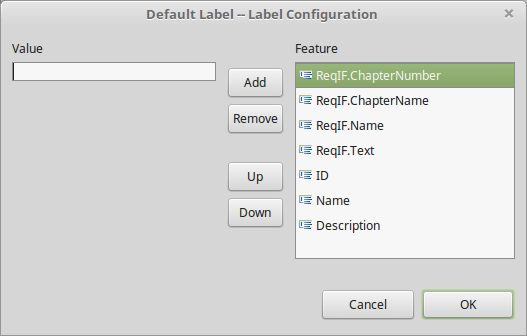 Default Label -- Label Configuration
Value
Feature
Add
Remove
Up
Down
ReqIF.ChapterNumber
ReqIF.ChapterName
ReqIF.Name
ReqIF.Text
ID
Name
Description
Cancel
OK